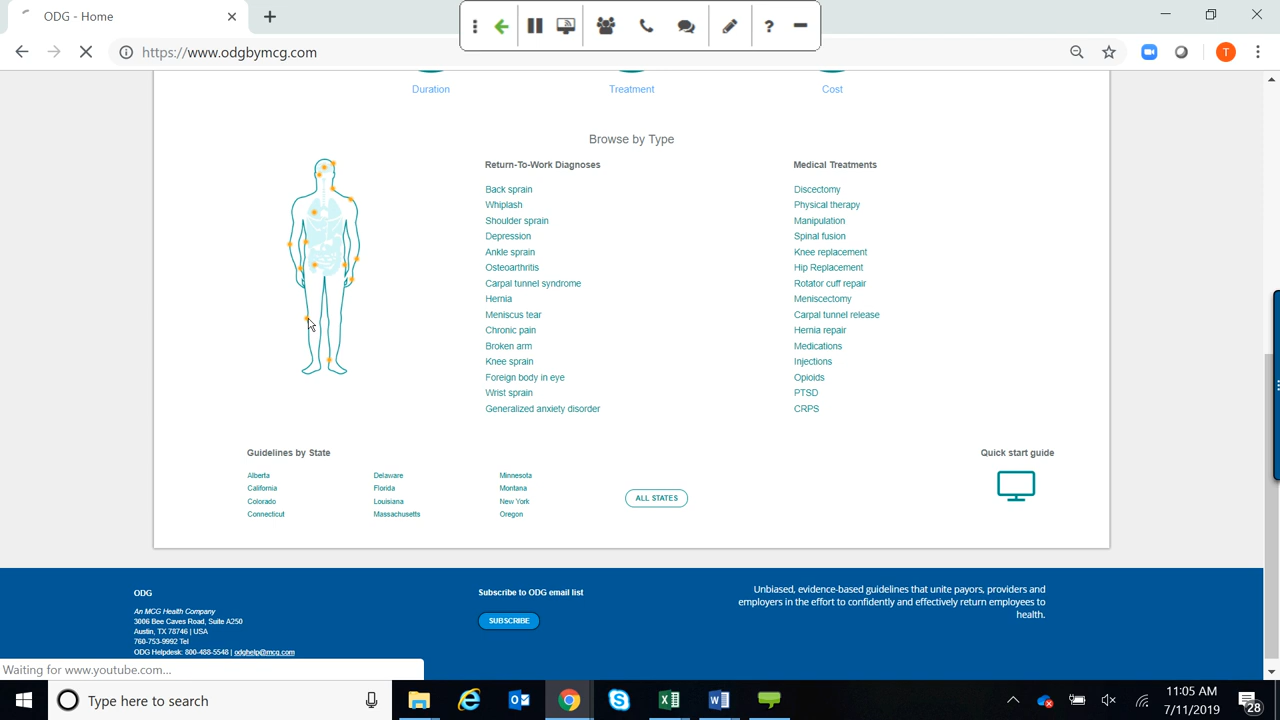 ODG - Home
https://www.odgbymcg.com
T
Duration
Treatment
Cost
Browse by Type
Return-To-Work Diagnoses
Back sprain
Whiplash
Shoulder sprain
Depression
Ankle sprain
Osteoarthritis
Carpal tunnel syndrome
Hernia
Meniscus tear
Chronic pain
Broken arm
Knee sprain
Foreign body in eye
Wrist sprain
Generalized anxiety disorder
Medical Treatments
Discectomy
Physical therapy
Manipulation
Spinal fusion
Knee replacement
Hip Replacement
Rotator cuff repair
Meniscectomy
Carpal tunnel release
Hernia repair
Medications
Injections
Opioids
PTSD
CRPS
Guidelines by State
Alberta
California
Colorado
Connecticut
Delaware
Florida
Louisiana
Massachusetts
Minnesota
Montana
New York
Oregon
ALL STATES
Quick start guide
ODG
An MCG Health Company
3006 Bee Caves Road, Suite A250
Austin, TX 78746 | USA
760-753-9992 Tel
ODG Helpdesk: 800-488-5548 | odghelp@mcg.com
Subscribe to ODG email list
SUBSCRIBE
Unbiased, evidence-based guidelines that unite payors, providers and
employers in the effort to confidently and effectively return employees to
health.
Waiting for www.youtube.com...
Type here to search
11:05 AM
7/11/2019
28